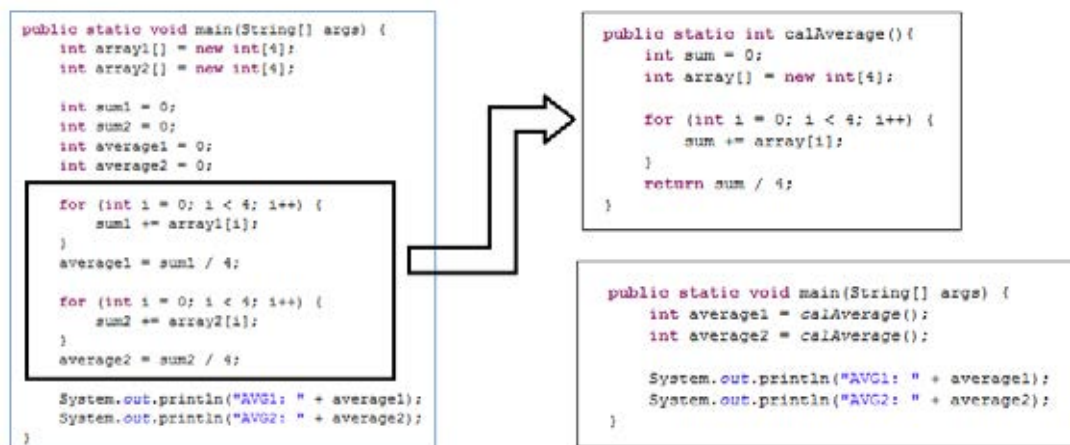 public static void main(String[] args) {
int array1[] = new int[4];
int array2[] = new int[4];
int sum1 = 0;
int sum2 = 0;
int average1 = 0;
int average2 = 0;
for (int i = 0; i < 4; i++) {
sum1 += array1[i];
}
average1 = sum1 / 4;
for (int i = 0; i < 4; i++) {
sum2 += array2[i];
}
average2 = sum2 / 4;
System.out.println("AVG1: " + average1);
System.out.println("AVG2: " + average2);
}
public static int calAverage(){
int sum = 0;
int array[] = new int[4];
for (int i = 0; i < 4; i++) {
sum += array[i];
}
return sum / 4;
}
public static void main(String[] args) {
int average1 = calAverage();
int average2 = calAverage();
System.out.println("AVG1: " + average1);
System.out.println("AVG2: " + average2);
}